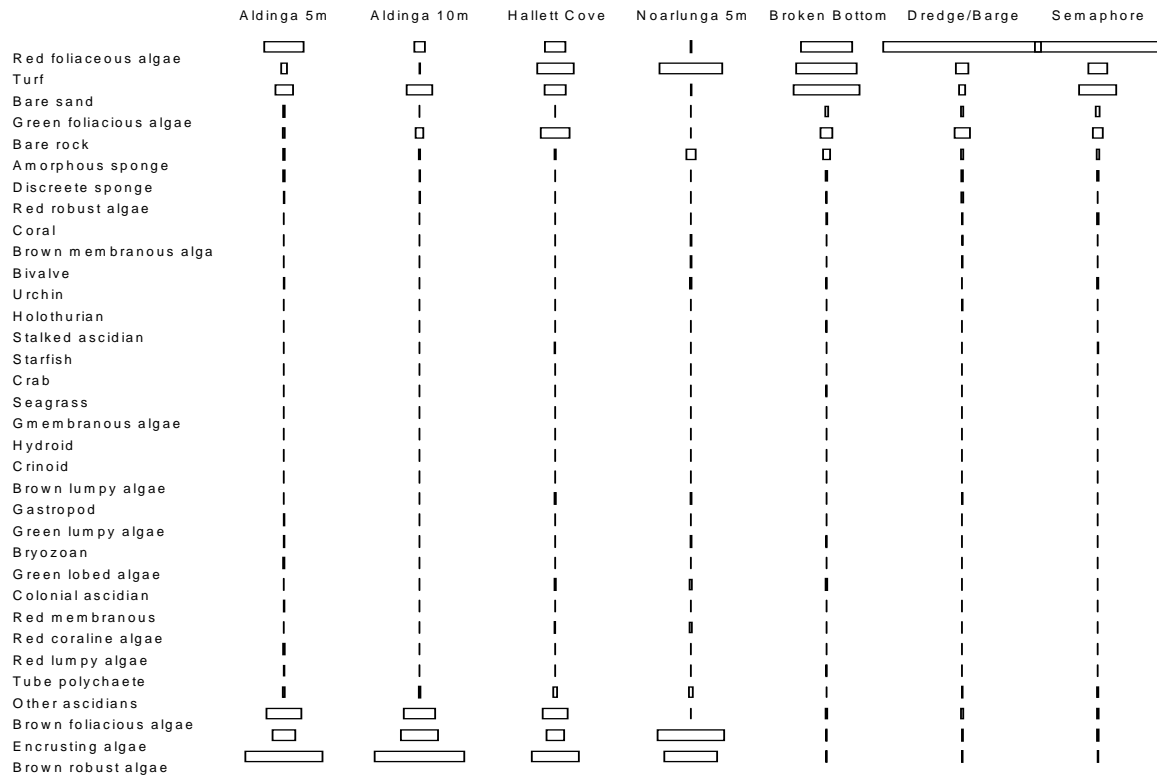 Aldinga 5m Aldinga 10m Hallett Cove Noarlunga 5m Broken Bottom Dredge/Barge Semaphore
Red foliaceous algae
Turf
Bare sand
Green foliacious algae
Bare rock
Amorphous sponge
Discreete sponge
Red robust algae
Coral
Brown membranous alga
Bivalve
Urchin
Holothurian
Stalked ascidian
Starfish
Crab
Seagrass
Gmembranous algae
Hydroid
Crinoid
Brown lumpy algae
Gastropod
Green lumpy algae
Bryozoan
Green lobed algae
Colonial ascidian
Red membranous
Red coraline algae
Red lumpy algae
Tube polychaete
Other ascidians
Brown foliacious algae
Encrusting algae
Brown robust algae